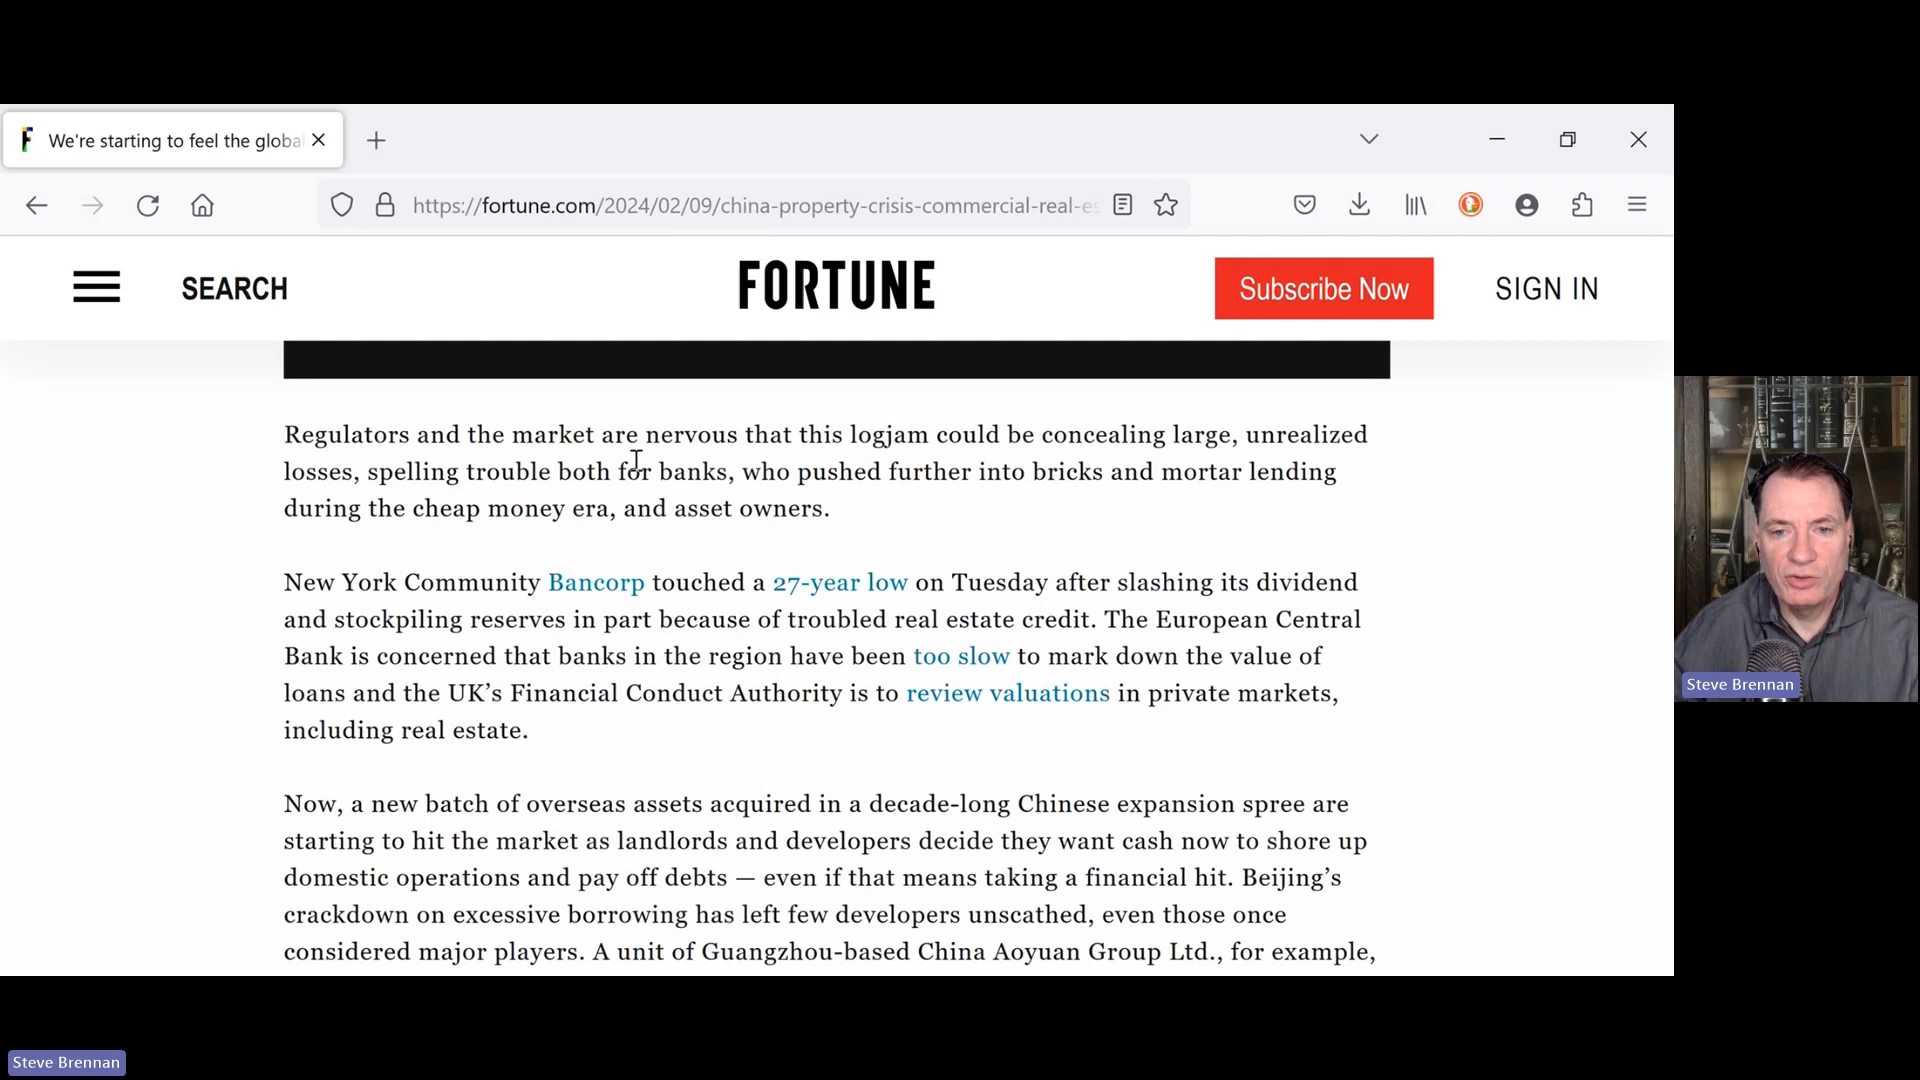 We're starting to feel the globa
https://fortune.com/2024/02/09/china-property-crisis-commercial-real-es
SEARCH
FORTUNE
Subscribe Now
SIGN IN
Regulators and the market are nervous that this logjam could be concealing large, unrealized
losses, spelling trouble both for banks, who pushed further into bricks and mortar lending
during the cheap money era, and asset owners.
New York Community Bancorp touched a 27-year low on Tuesday after slashing its dividend
and stockpiling reserves in part because of troubled real estate credit. The European Central
Bank is concerned that banks in the region have been too slow to mark down the value of
loans and the UK’s Financial Conduct Authority is to review valuations in private markets,
including real estate.
Now, a new batch of overseas assets acquired in a decade-long Chinese expansion spree are
starting to hit the market as landlords and developers decide they want cash now to shore up
domestic operations and pay off debts — even if that means taking a financial hit. Beijing’s
crackdown on excessive borrowing has left few developers unscathed, even those once
considered major players. A unit of Guangzhou-based China Aoyuan Group Ltd., for example,
Steve Brennan
Steve Brennan